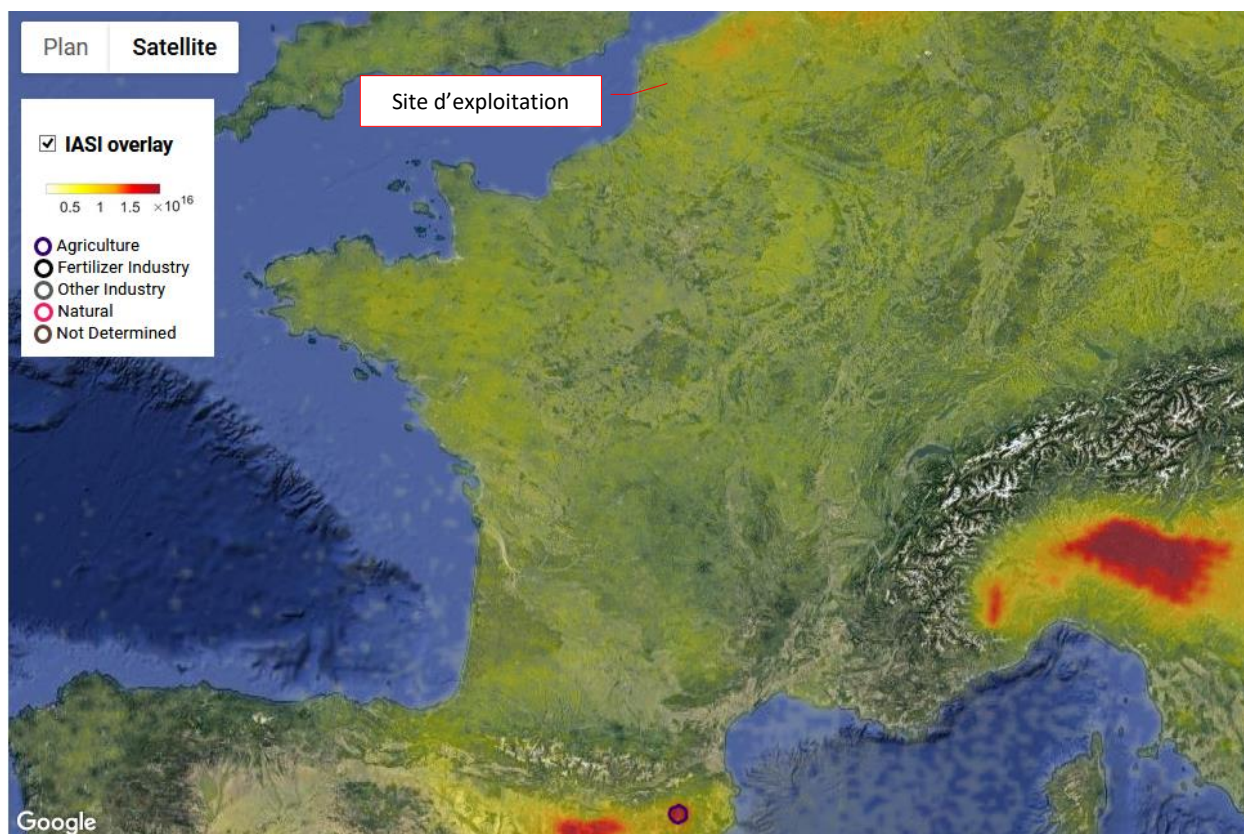 Plan Satellite
Site d’exploitation
IASI overlay
0.5 1 1.5 ×10¹⁶
Agriculture
Fertilizer Industry
Other Industry
Natural
Not Determined
Google